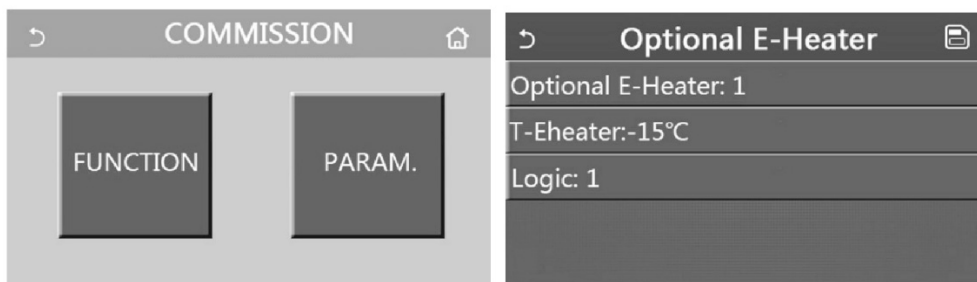 COMMISSION
FUNCTION
PARAM.
Optional E-Heater
Optional E-Heater: 1
T-Eheater:-15℃
Logic: 1